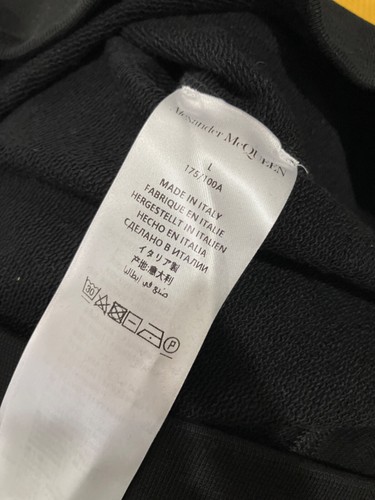 Alexander McQUEEN
L
175/100A
MADE IN ITALY
FABRIQUE EN ITALIE
HERGESTELLT IN ITALIEN
HECHO EN ITALIA
СДЕЛАНО В ИТАЛИИ
イタリア製
产地:意大利
صنع في إيطاليا
30 P